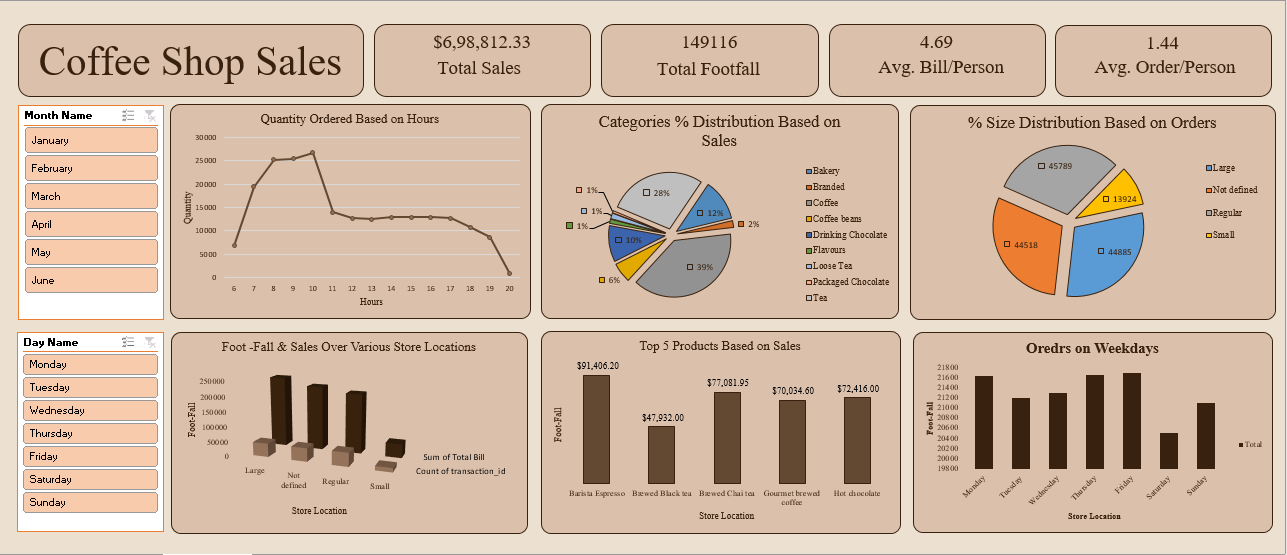 Coffee Shop Sales
$6,98,812.33
Total Sales
149116
Total Footfall
4.69
Avg. Bill/Person
1.44
Avg. Order/Person
Month Name
January
February
March
April
May
June
Quantity Ordered Based on Hours
30000
25000
20000
15000
10000
5000
0
Quantity
6 7 8 9 10 11 12 13 14 15 16 17 18 19 20
Hours
Categories % Distribution Based on
Sales
1%
1%
1%
28%
12%
2%
10%
39%
6%
Bakery
Branded
Coffee
Coffee beans
Drinking Chocolate
Flavours
Loose Tea
Packaged Chocolate
Tea
% Size Distribution Based on Orders
45789
13924
44518
44885
Large
Not defined
Regular
Small
Day Name
Monday
Tuesday
Wednesday
Thursday
Friday
Saturday
Sunday
Foot -Fall & Sales Over Various Store Locations
250000
200000
150000
100000
50000
0
Foot-Fall
Large
Not
defined
Regular
Small
Sum of Total Bill
Count of transaction_id
Store Location
Top 5 Products Based on Sales
$91,406.20
$47,932.00
$77,081.95
$70,034.60
$72,416.00
Foot-Fall
Barista Espresso
Brewed Black tea
Brewed Chai tea
Gourmet brewed
coffee
Hot chocolate
Store Location
Oredrs on Weekdays
21800
21600
21400
21200
21000
20800
20600
20400
20200
20000
19800
Foot-Fall
Monday
Tuesday
Wednesday
Thursday
Friday
Saturday
Sunday
Total
Store Location